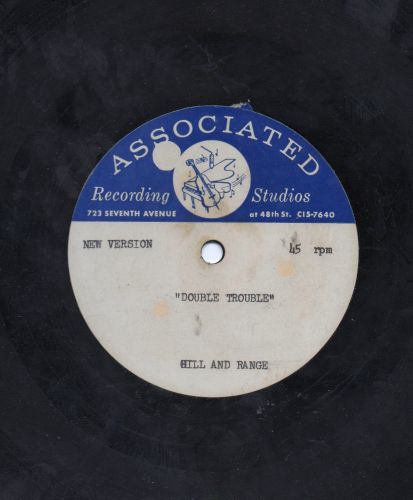 ASSOCIATED
Recording Studios
723 SEVENTH AVENUE at 48th St. CI5-7640
NEW VERSION 45 rpm
"DOUBLE TROUBLE"
HILL AND RANGE